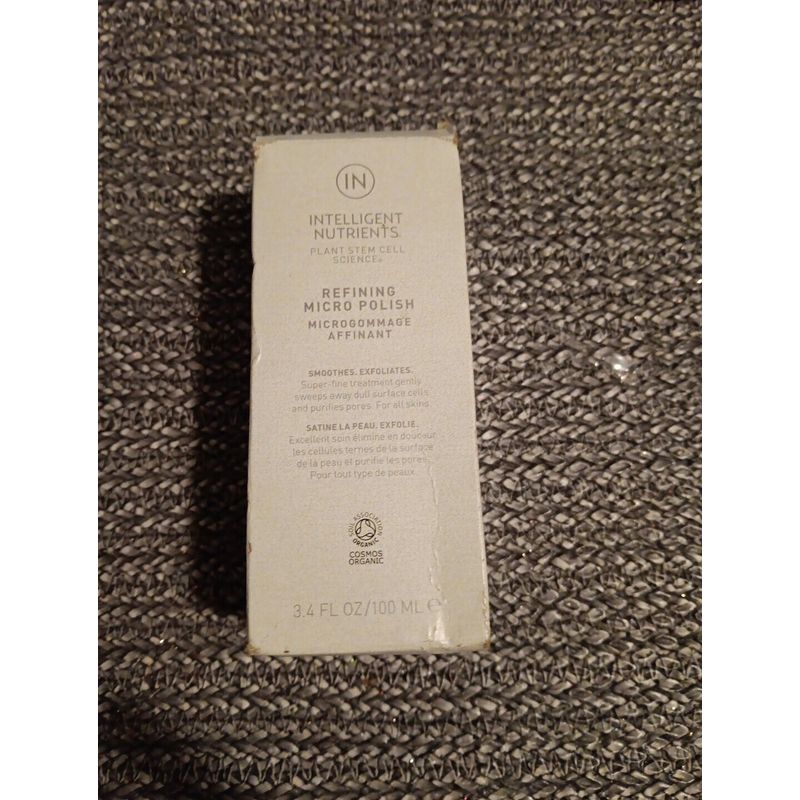 IN
INTELLIGENT
NUTRIENTS
PLANT STEM CELL
SCIENCE®
REFINING
MICRO POLISH
MICROGOMMAGE
AFFINANT
SMOOTHES. EXFOLIATES.
Super-fine treatment gently
sweeps away dull surface cells
and purifies pores. For all skins.
SATINE LA PEAU. EXFOLIE.
Excellent soin élimine en douceur
les cellules ternes de la surface
de la peau et purifie les pores.
Pour tout type de peaux.
SOIL ASSOCIATION
ORGANIC
COSMOS
ORGANIC
3.4 FL OZ/100 ML ℮